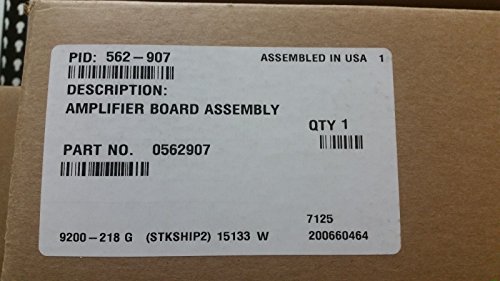 PID: 562-907 ASSEMBLED IN USA 1
DESCRIPTION:
AMPLIFIER BOARD ASSEMBLY
QTY 1
PART NO. 0562907
7125
9200-218 G (STKSHIP2) 15133 W 200660464